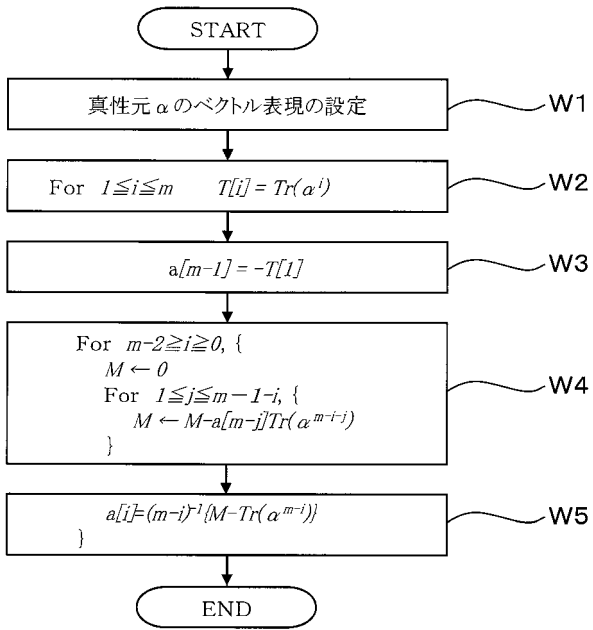 START
真性元αのベクトル表現の設定
W1
For 1≦i≦m T[i] = Tr(αⁱ)
W2
a[m-1] = -T[1]
W3
For m-2≧i≧0, {
M ← 0
For 1≦j≦m-1-i, {
M ← M-a[m-j]Tr(α^{m-i-j})
}
W4
a[i]=(m-i)⁻¹{M-Tr(α^{m-i})}
}
W5
END